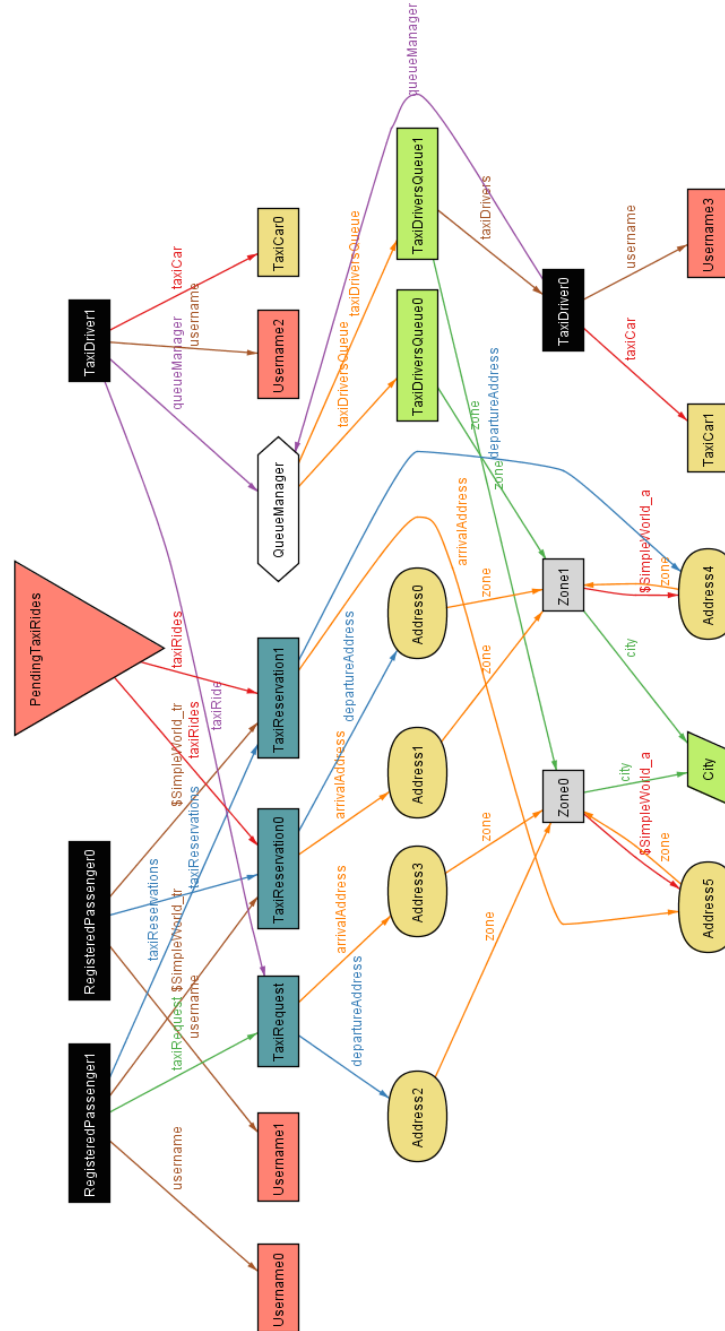 PendingTaxiRides
RegisteredPassenger1
RegisteredPassenger0
TaxiDriver1
username
taxiRequest
$SimpleWorld_tr
username
taxiReservations
taxiReservations
$SimpleWorld_tr
taxiRides
taxiRides
taxiRide
queueManager
username
taxiCar
Username0
Username1
TaxiRequest
TaxiReservation0
TaxiReservation1
QueueManager
Username2
TaxiCar0
departureAddress
arrivalAddress
arrivalAddress
departureAddress
taxiDriversQueue
taxiDriversQueue
queueManager
Address2
Address3
Address1
Address0
TaxiDriversQueue0
TaxiDriversQueue1
zone
zone
zone
zone
arrivalAddress
zone
zone
departureAddress
taxiDrivers
Zone0
Zone1
TaxiDriver0
zone
$SimpleWorld_a
city
city
$SimpleWorld_a
zone
taxiCar
username
Address5
City
Address4
TaxiCar1
Username3